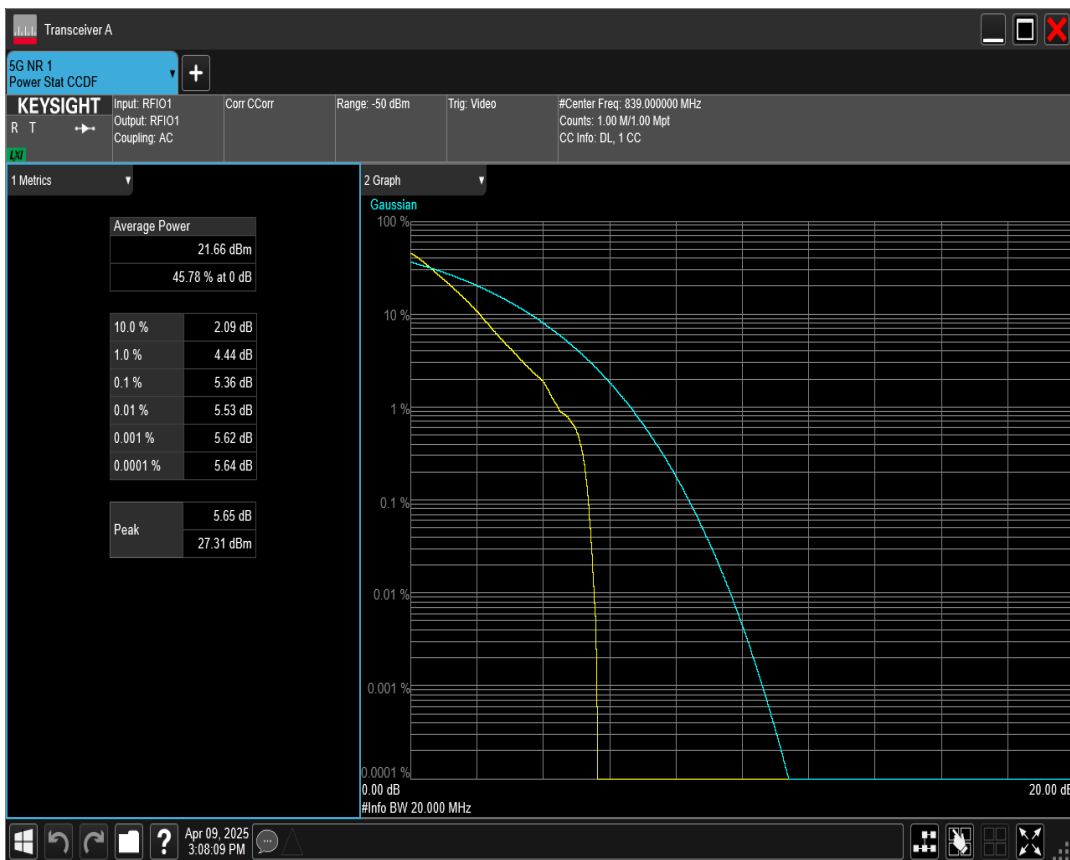 Transceiver A
5G NR 1
Power Stat CCDF
+
KEYSIGHT
R T
LXI
Input: RFIO1
Output: RFIO1
Coupling: AC
Corr CCorr
Range: -50 dBm
Trig: Video
#Center Freq: 839.000000 MHz
Counts: 1.00 M/1.00 Mpt
CC Info: DL, 1 CC
1 Metrics
Average Power
21.66 dBm
45.78 % at 0 dB
10.0 % 2.09 dB
1.0 % 4.44 dB
0.1 % 5.36 dB
0.01 % 5.53 dB
0.001 % 5.62 dB
0.0001 % 5.64 dB
Peak
5.65 dB
27.31 dBm
2 Graph
Gaussian
100 %
10 %
1 %
0.1 %
0.01 %
0.001 %
0.0001 %
0.00 dB 20.00 dB
#Info BW 20.000 MHz
?
Apr 09, 2025
3:08:09 PM